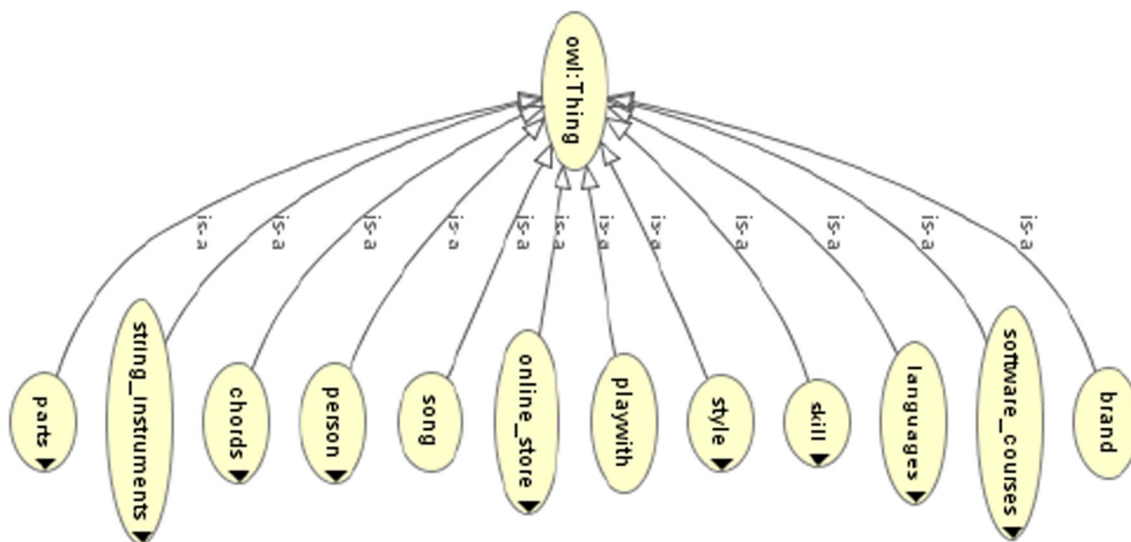 owl:Thing
is-a
is-a
is-a
is-a
is-a
is-a
is-a
is-a
is-a
is-a
is-a
is-a
parts
string_Instruments
chords
person
song
online_store
playwith
style
skill
languages
software_courses
brand